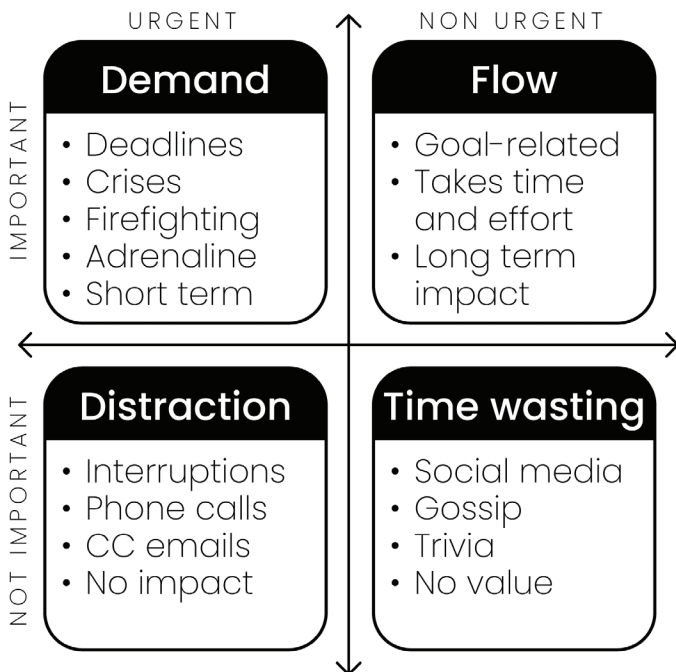 URGENT
NON URGENT
IMPORTANT
Demand
• Deadlines
• Crises
• Firefighting
• Adrenaline
• Short term
Flow
• Goal-related
• Takes time
and effort
• Long term
impact
NOT IMPORTANT
Distraction
• Interruptions
• Phone calls
• CC emails
• No impact
Time wasting
• Social media
• Gossip
• Trivia
• No value